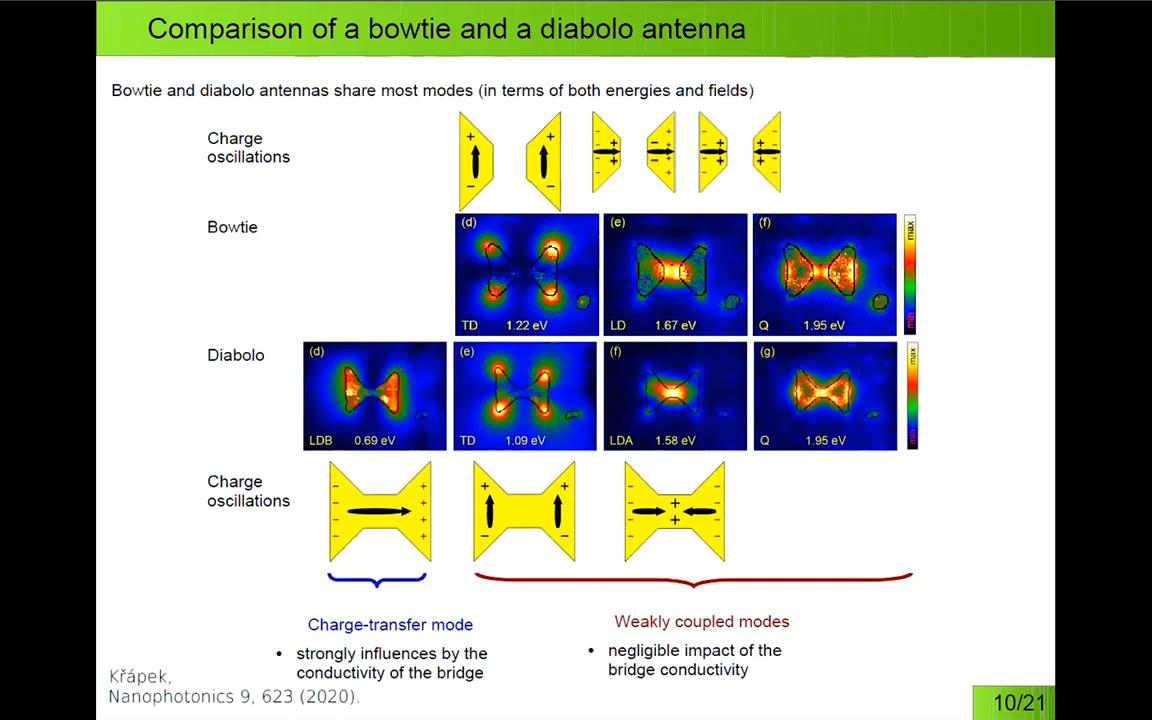 Comparison of a bowtie and a diabolo antenna
Bowtie and diabolo antennas share most modes (in terms of both energies and fields)
Charge
oscillations
Bowtie
(d)
TD 1.22 eV
(e)
LD 1.67 eV
(f)
Q 1.95 eV
max
min
Diabolo
(d)
LDB 0.69 eV
(e)
TD 1.09 eV
(f)
LDA 1.58 eV
(g)
Q 1.95 eV
max
min
Charge
oscillations
Charge-transfer mode
• strongly influences by the
conductivity of the bridge
Weakly coupled modes
• negligible impact of the
bridge conductivity
Křápek,
Nanophotonics 9, 623 (2020).
10/21